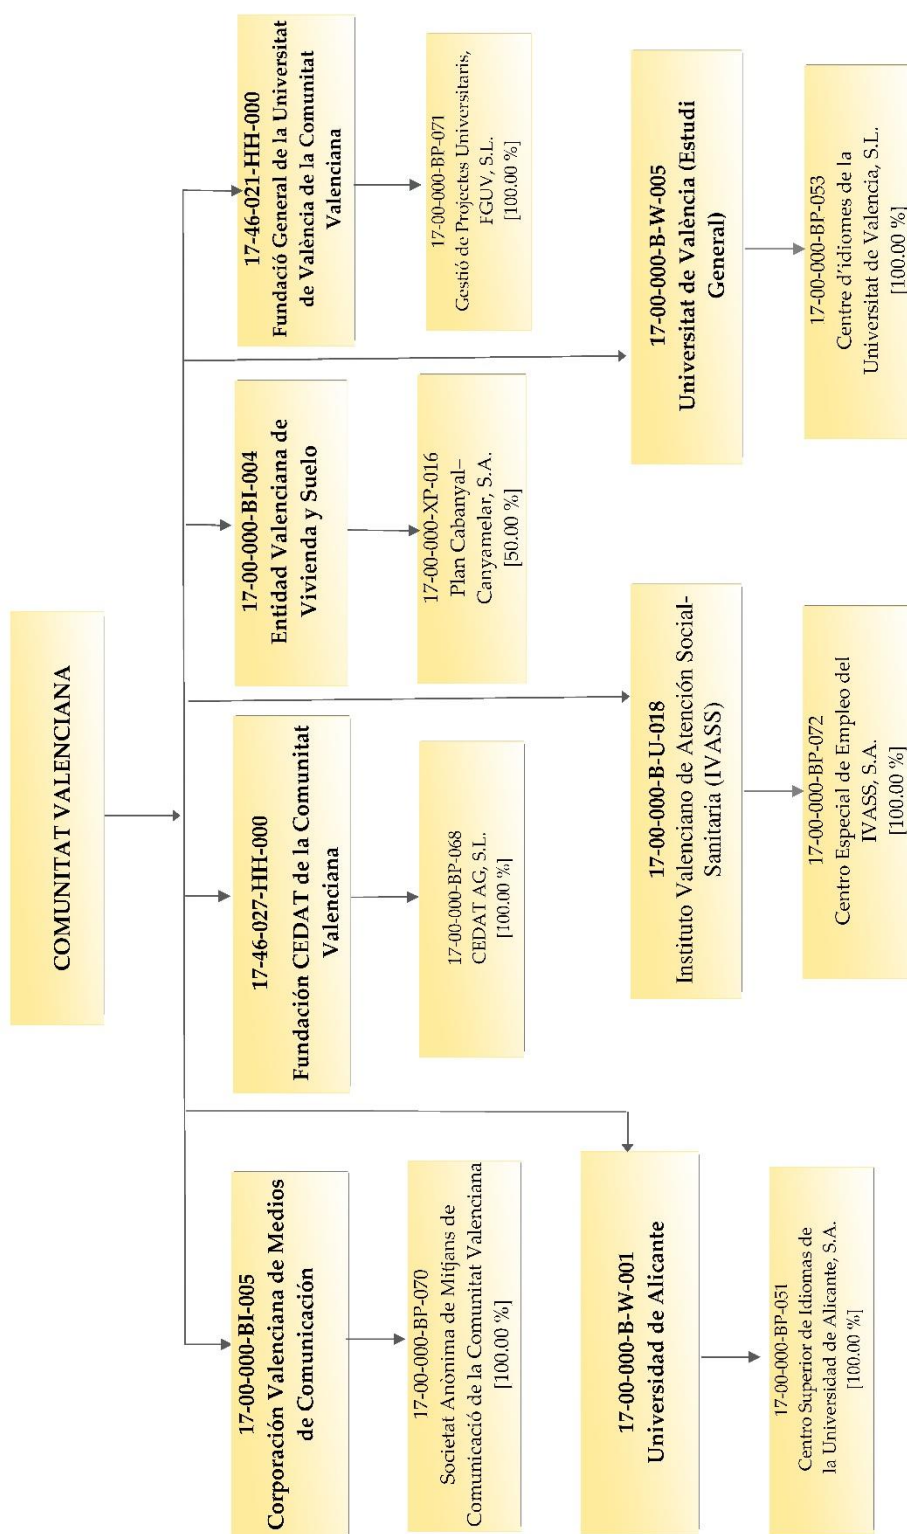 COMUNITAT VALENCIANA
17-00-000-BI-005
Corporación Valenciana de Medios
de Comunicación
17-00-000-BP-070
Societat Anònima de Mitjans de
Comunicació de la Comunitat Valenciana
[100.00 %]
17-46-027-HH-000
Fundación CEDAT de la Comunitat
Valenciana
17-00-000-BP-068
CEDAT AG, S.L.
[100.00 %]
17-00-000-BI-004
Entidad Valenciana de
Vivienda y Suelo
17-00-000-XP-016
Plan Cabanyal–
Canyamelar, S.A.
[50.00 %]
17-46-021-HH-000
Fundació General de la Universitat
de València de la Comunitat
Valenciana
17-00-000-BP-071
Gestió de Projectes Universitaris,
FGUV, S.L.
[100.00 %]
17-00-000-B-W-001
Universidad de Alicante
17-00-000-BP-051
Centro Superior de Idiomas de
la Universidad de Alicante, S.A.
[100.00 %]
17-00-000-B-U-018
Instituto Valenciano de Atención Social-
Sanitaria (IVASS)
17-00-000-BP-072
Centro Especial de Empleo del
IVASS, S.A.
[100.00 %]
17-00-000-B-W-005
Universitat de València (Estudi
General)
17-00-000-BP-053
Centre d'idiomes de la
Universitat de Valencia, S.L.
[100.00 %]